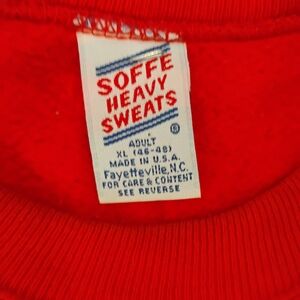 SOFFE
HEAVY
SWEATS
®
ADULT
XL (46-48)
MADE IN U.S.A.
Fayetteville, N.C.
FOR CARE & CONTENT
SEE REVERSE